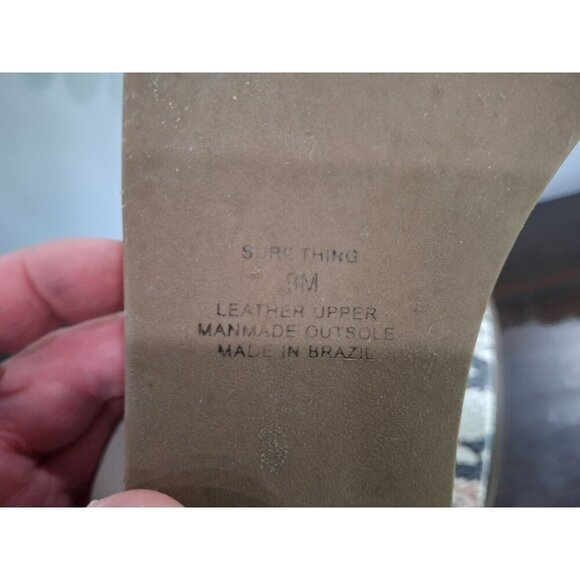 SURE THING
9M
LEATHER UPPER
MANMADE OUTSOLE
MADE IN BRAZIL